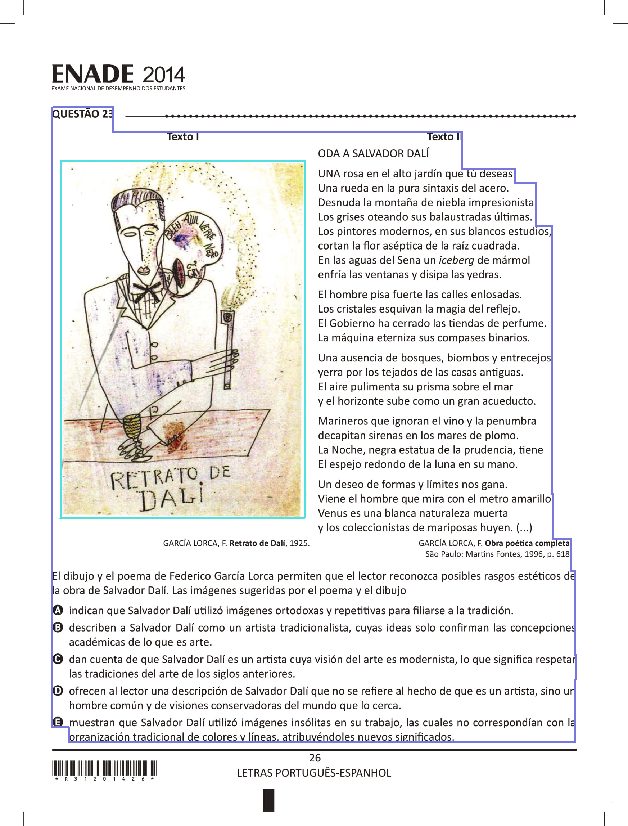 ENADE 2014
EXAME NACIONAL DE DESEMPENHO DOS ESTUDANTES
QUESTÃO 23
Texto I
RETRATO DE
DALÍ
GARCÍA LORCA, F. Retrato de Dalí, 1925.
Texto II
ODA A SALVADOR DALÍ
UNA rosa en el alto jardín que tú deseas.
Una rueda en la pura sintaxis del acero.
Desnuda la montaña de niebla impresionista.
Los grises oteando sus balaustradas últimas.
Los pintores modernos, en sus blancos estudios,
cortan la flor aséptica de la raíz cuadrada.
En las aguas del Sena un iceberg de mármol
enfría las ventanas y disipa las yedras.
El hombre pisa fuerte las calles enlosadas.
Los cristales esquivan la magia del reflejo.
El Gobierno ha cerrado las tiendas de perfume.
La máquina eterniza sus compases binarios.
Una ausencia de bosques, biombos y entrecejos
yerra por los tejados de las casas antiguas.
El aire pulimenta su prisma sobre el mar
y el horizonte sube como un gran acueducto.
Marineros que ignoran el vino y la penumbra
decapitan sirenas en los mares de plomo.
La Noche, negra estatua de la prudencia, tiene
El espejo redondo de la luna en su mano.
Un deseo de formas y límites nos gana.
Viene el hombre que mira con el metro amarillo.
Venus es una blanca naturaleza muerta
y los coleccionistas de mariposas huyen. (...)
GARCÍA LORCA, F. Obra poética completa.
São Paulo: Martins Fontes, 1996, p. 618.
El dibujo y el poema de Federico García Lorca permiten que el lector reconozca posibles rasgos estéticos de
la obra de Salvador Dalí. Las imágenes sugeridas por el poema y el dibujo
A indican que Salvador Dalí utilizó imágenes ortodoxas y repetitivas para filiarse a la tradición.
B describen a Salvador Dalí como un artista tradicionalista, cuyas ideas solo confirman las concepciones
académicas de lo que es arte.
C dan cuenta de que Salvador Dalí es un artista cuya visión del arte es modernista, lo que significa respetar
las tradiciones del arte de los siglos anteriores.
D ofrecen al lector una descripción de Salvador Dalí que no se refiere al hecho de que es un artista, sino un
hombre común y de visiones conservadoras del mundo que lo cerca.
E muestran que Salvador Dalí utilizó imágenes insólitas en su trabajo, las cuales no correspondían con la
organización tradicional de colores y líneas, atribuyéndoles nuevos significados.
26
LETRAS PORTUGUÊS-ESPANHOL
*R31201426*